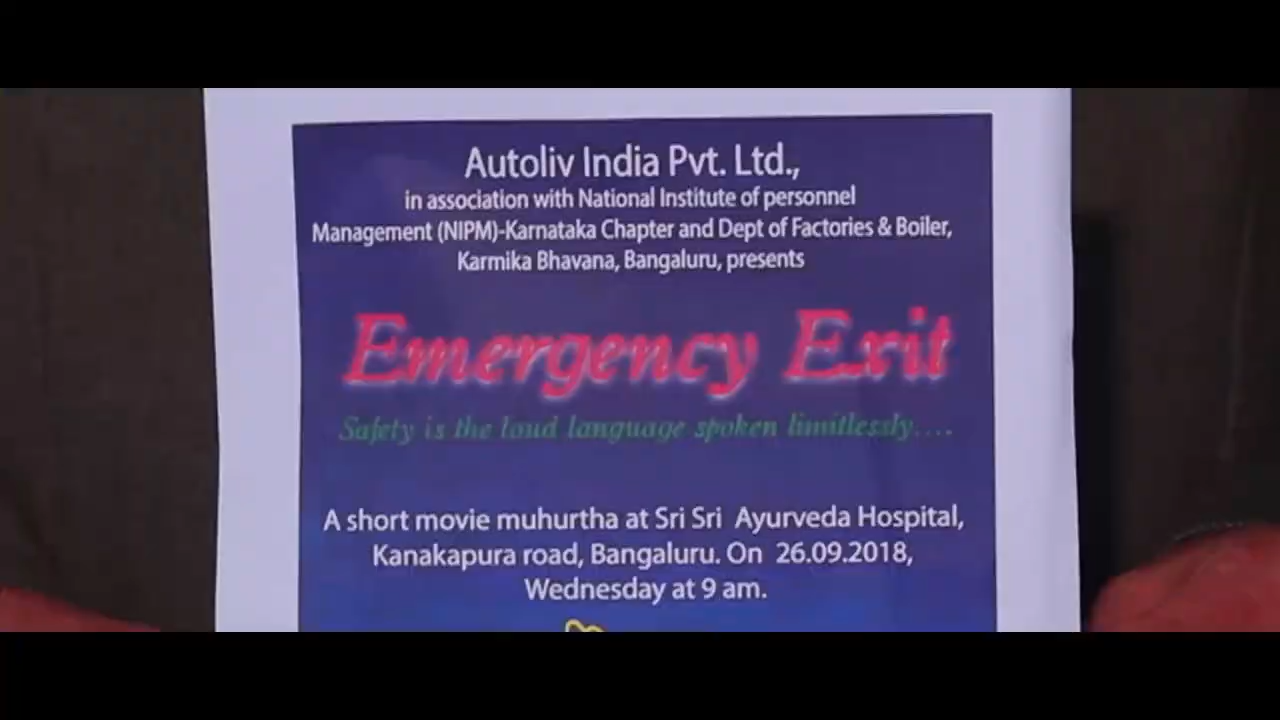 Autoliv India Pvt. Ltd.,
in association with National Institute of personnel
Management (NIPM)-Karnataka Chapter and Dept of Factories & Boiler,
Karmika Bhavana, Bangaluru, presents
Emergency Exit
Safety is the loud language spoken limitlessly....
A short movie muhurtha at Sri Sri Ayurveda Hospital,
Kanakapura road, Bangaluru. On 26.09.2018,
Wednesday at 9 am.